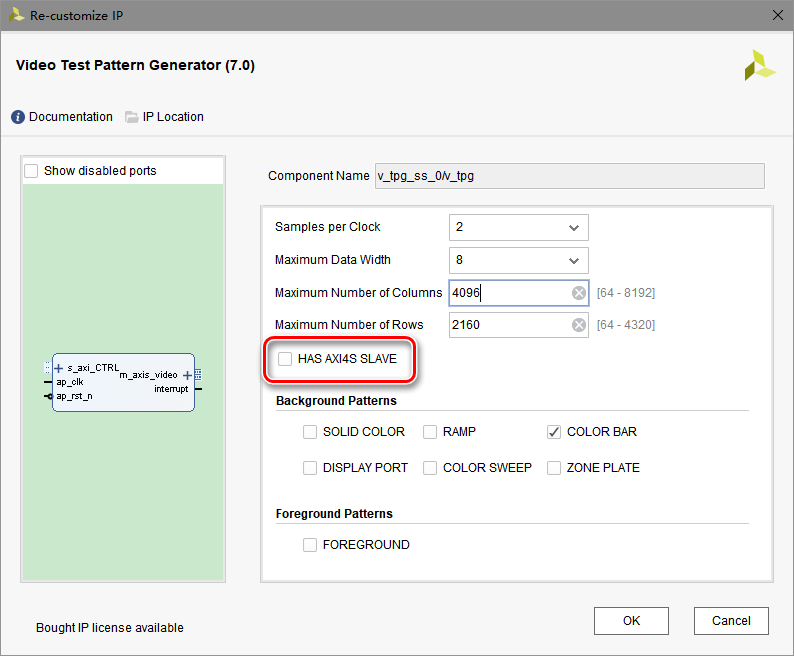 Re-customize IP
Video Test Pattern Generator (7.0)
i Documentation IP Location
Show disabled ports
s_axi_CTRL
m_axis_video
ap_clk
interrupt
ap_rst_n
Component Name v_tpg_ss_0/v_tpg
Samples per Clock 2
Maximum Data Width 8
Maximum Number of Columns 4096 [64 - 8192]
Maximum Number of Rows 2160 [64 - 4320]
HAS AXI4S SLAVE
Background Patterns
SOLID COLOR RAMP COLOR BAR
DISPLAY PORT COLOR SWEEP ZONE PLATE
Foreground Patterns
FOREGROUND
Bought IP license available
OK Cancel